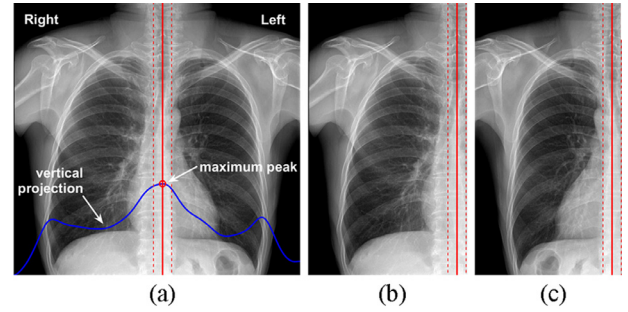 Right
Left
maximum peak
vertical
projection
(a)
(b)
(c)